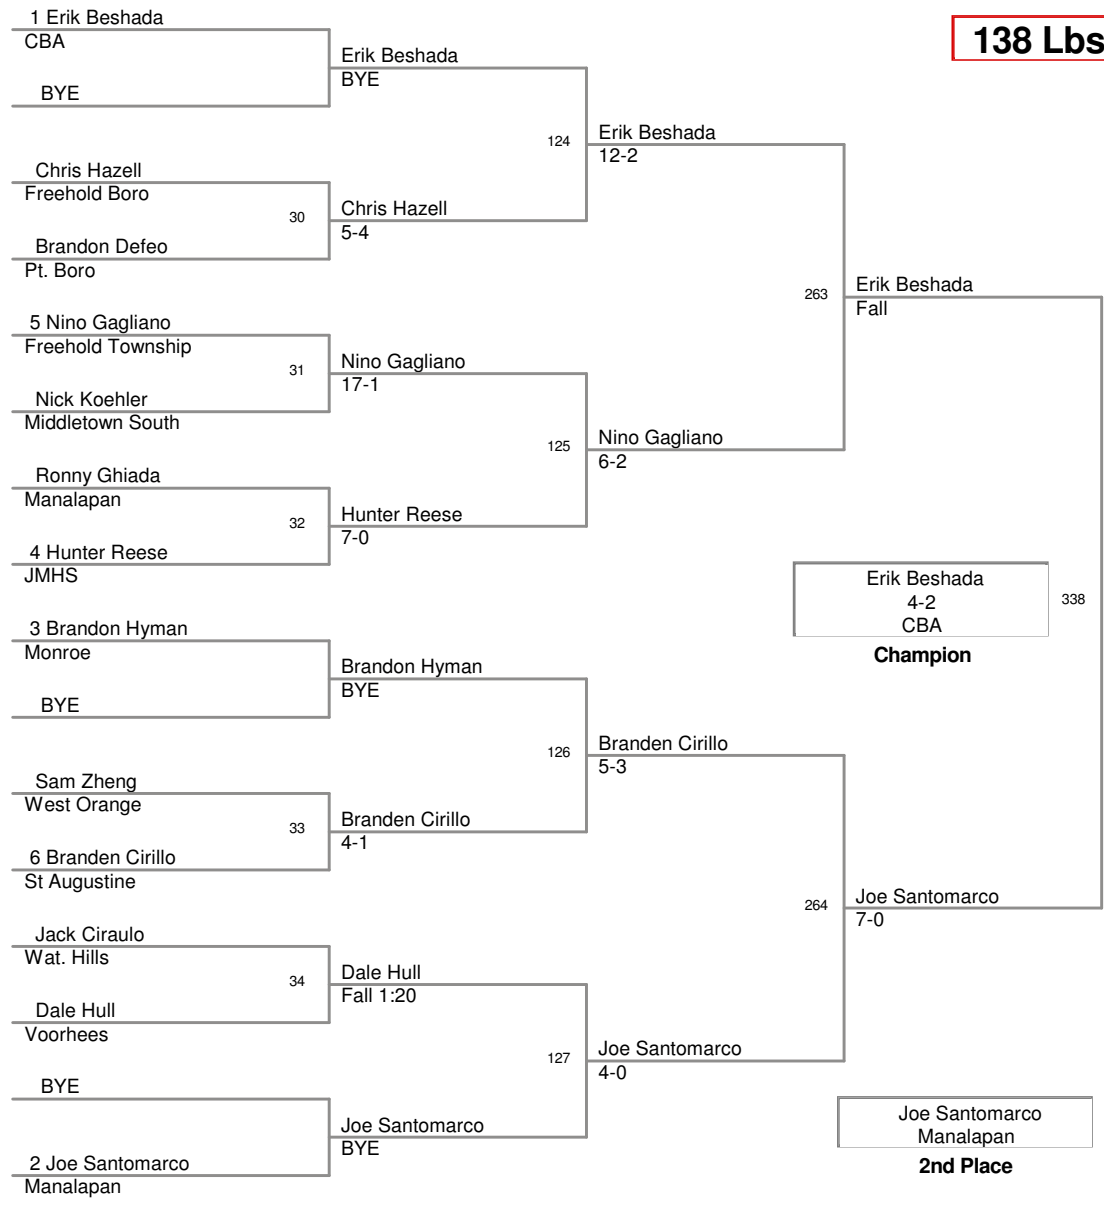 1 Erik Beshada
CBA
138 Lbs
Erik Beshada
BYE
BYE
124
Erik Beshada
12-2
Chris Hazell
Freehold Boro
30
Chris Hazell
5-4
Brandon Defeo
Pt. Boro
263
Erik Beshada
Fall
5 Nino Gagliano
Freehold Township
31
Nino Gagliano
17-1
Nick Koehler
Middletown South
125
Nino Gagliano
6-2
Ronny Ghiada
Manalapan
32
Hunter Reese
7-0
4 Hunter Reese
JMHS
Erik Beshada
4-2
CBA
338
Champion
3 Brandon Hyman
Monroe
Brandon Hyman
BYE
BYE
126
Branden Cirillo
5-3
Sam Zheng
West Orange
33
Branden Cirillo
4-1
6 Branden Cirillo
St Augustine
264
Joe Santomarco
7-0
Jack Ciraulo
Wat. Hills
34
Dale Hull
Fall 1:20
Dale Hull
Voorhees
127
Joe Santomarco
4-0
BYE
Joe Santomarco
BYE
2 Joe Santomarco
Manalapan
Joe Santomarco
Manalapan
2nd Place